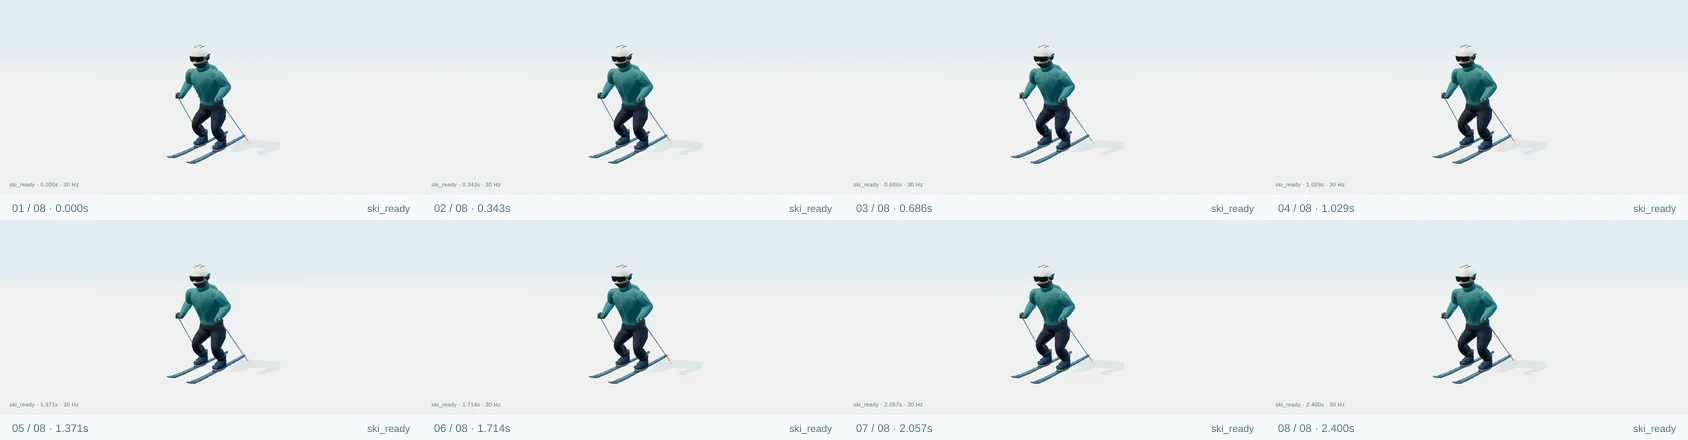 ski_ready · 0.000s · 30 Hz
ski_ready · 0.343s · 30 Hz
ski_ready · 0.686s · 30 Hz
ski_ready · 1.029s · 30 Hz
01 / 08 · 0.000s
ski_ready
02 / 08 · 0.343s
ski_ready
03 / 08 · 0.686s
ski_ready
04 / 08 · 1.029s
ski_ready
ski_ready · 1.371s · 30 Hz
ski_ready · 1.714s · 30 Hz
ski_ready · 2.057s · 30 Hz
ski_ready · 2.400s · 30 Hz
05 / 08 · 1.371s
ski_ready
06 / 08 · 1.714s
ski_ready
07 / 08 · 2.057s
ski_ready
08 / 08 · 2.400s
ski_ready